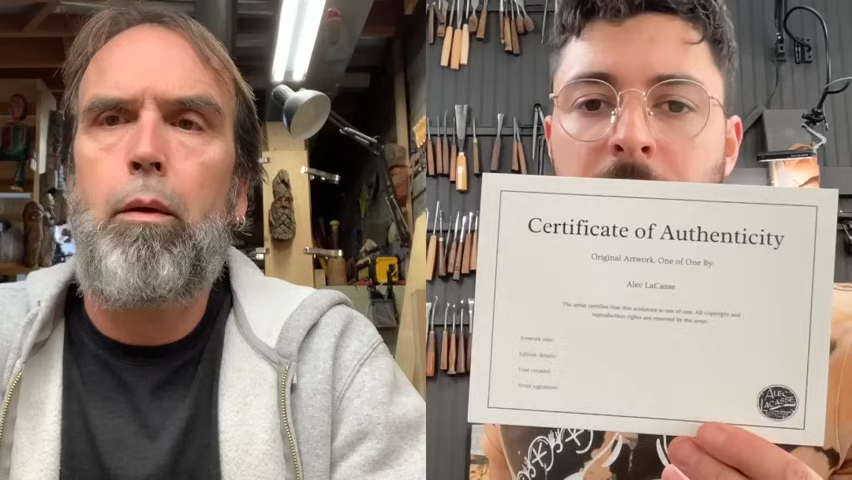 Certificate of Authenticity
Original Artwork, One of One By:
Alec LaCasse
The artist certifies that this sculpture is one of one. All copyright and
reproduction rights are reserved by the artist.
Artwork title:
Edition details:
Year created:
Artist signature:
ALEC
LACASSE